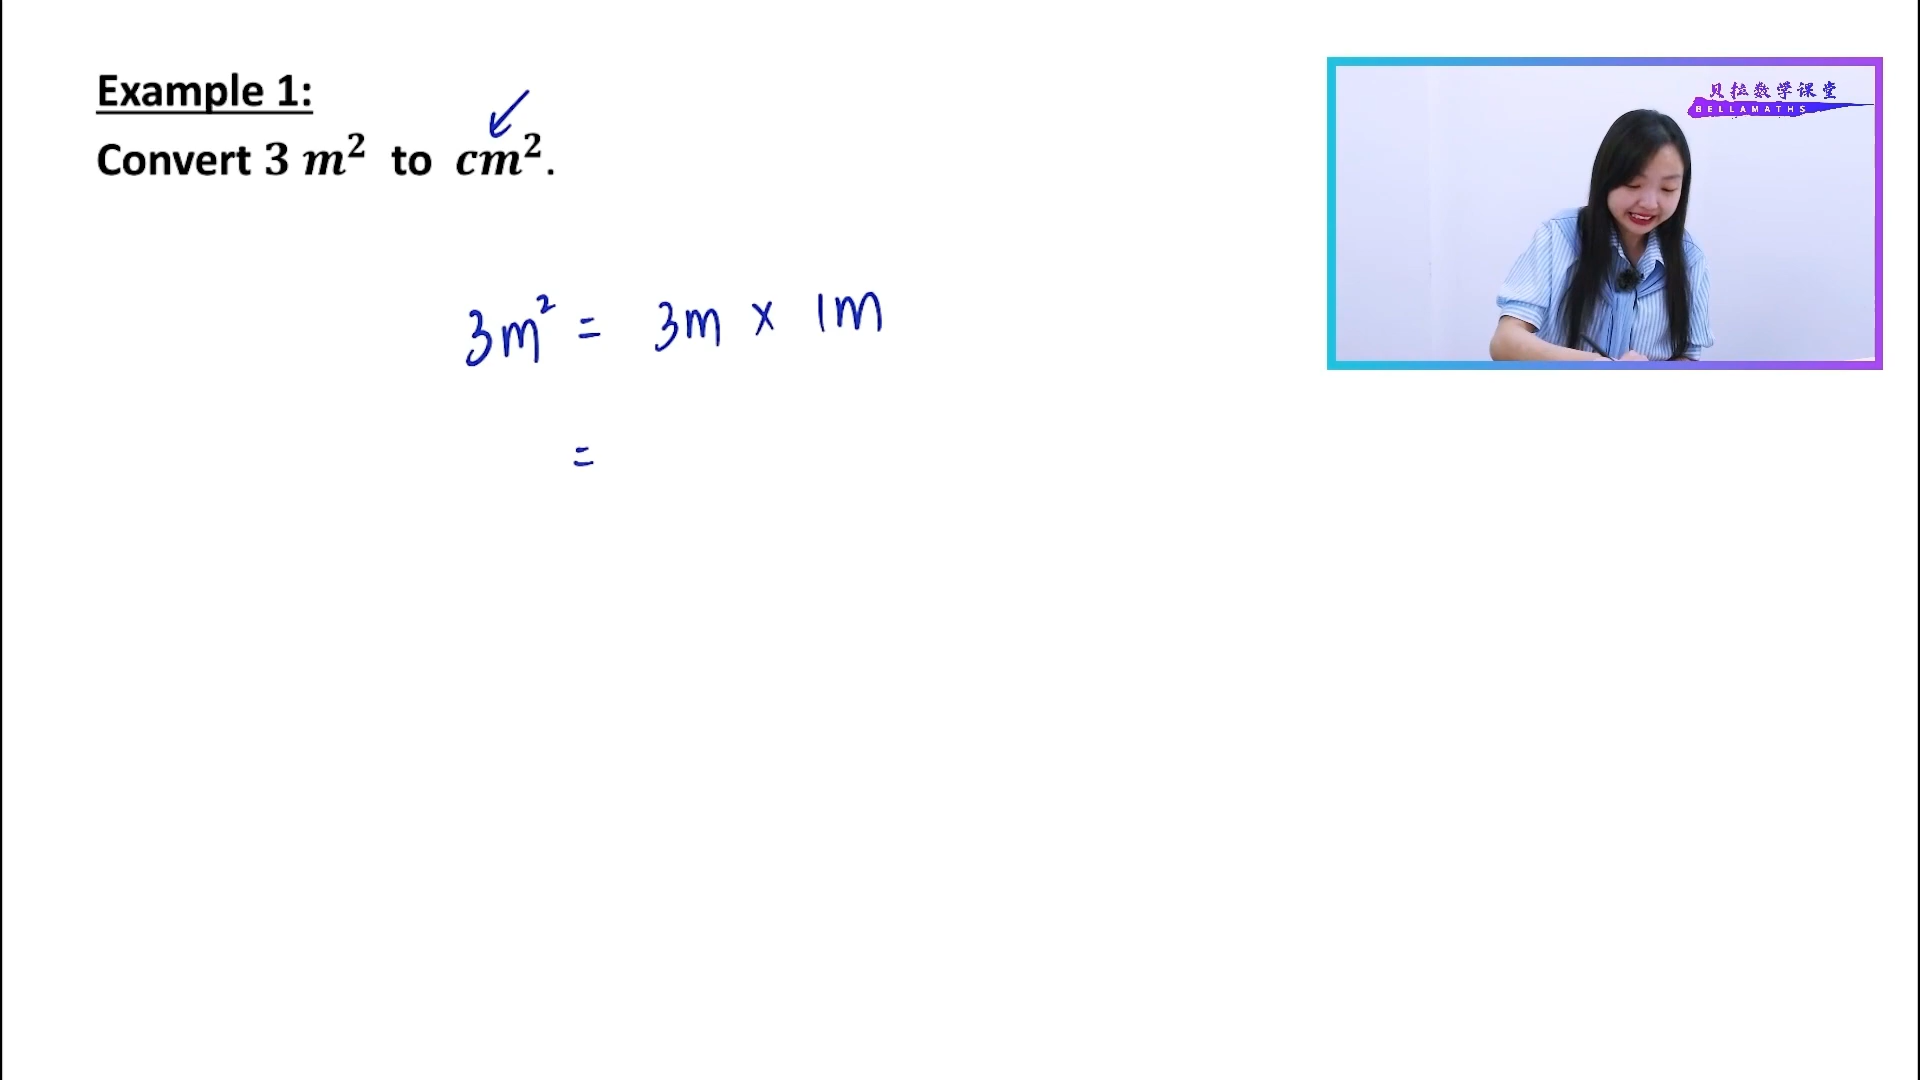 Example 1:
Convert 3 m² to cm².
3m² = 3m × 1m
=
贝拉数学课堂
BELLAMATHS